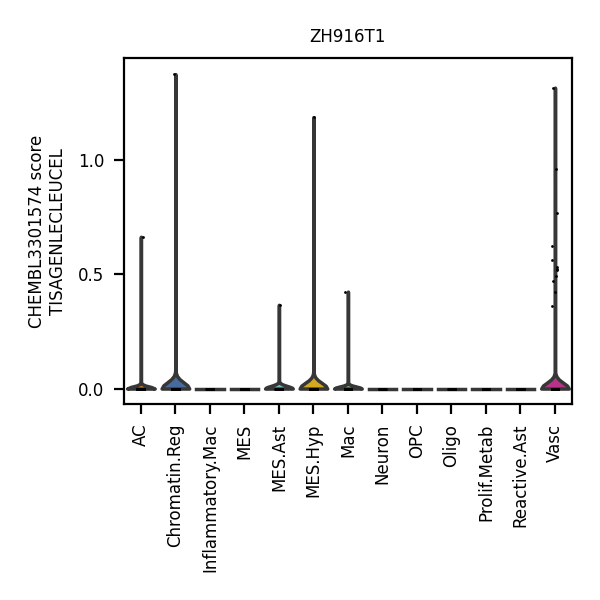 ZH916T1
CHEMBL3301574 score
TISAGENLECLEUCEL
1.0
0.5
0.0
AC
Chromatin.Reg
Inflammatory.Mac
MES
MES.Ast
MES.Hyp
Mac
Neuron
OPC
Oligo
Prolif.Metab
Reactive.Ast
Vasc